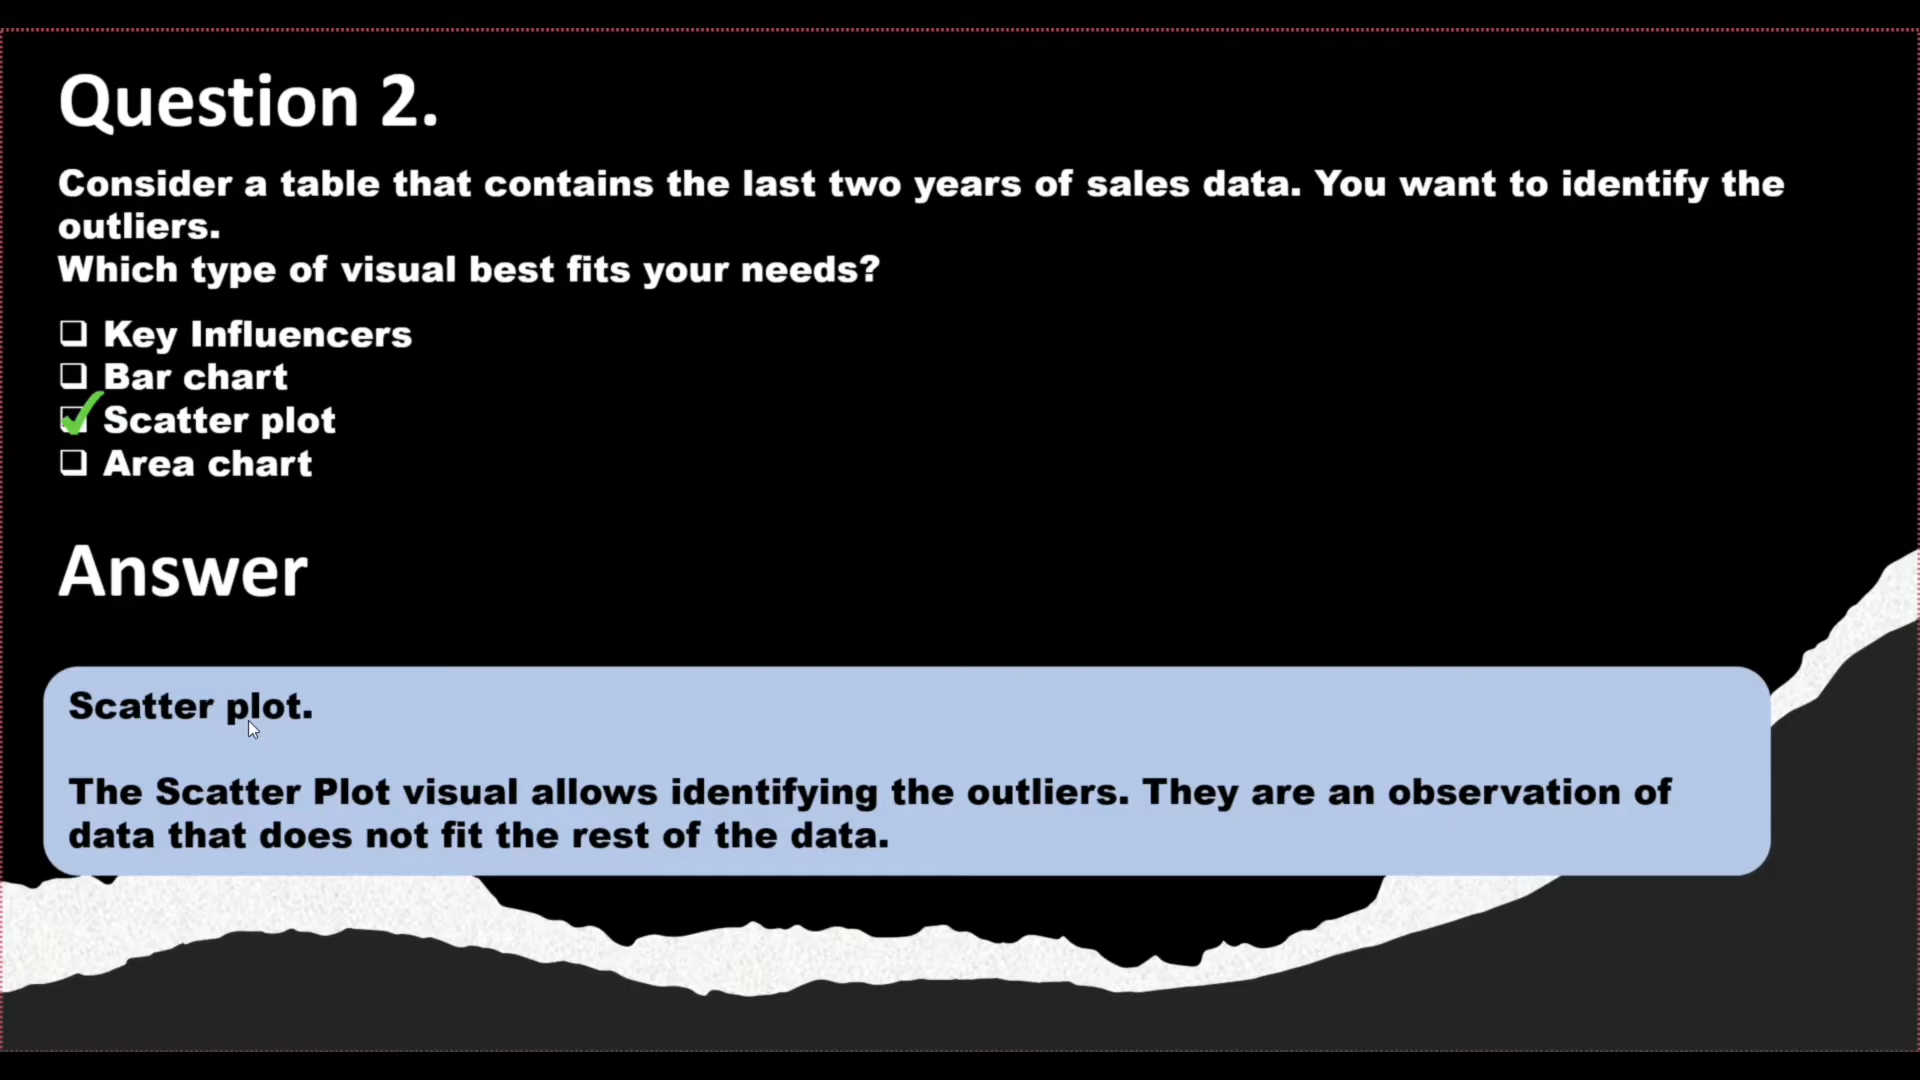 Question 2.
Consider a table that contains the last two years of sales data. You want to identify the
outliers.
Which type of visual best fits your needs?
Key Influencers
Bar chart
Scatter plot
Area chart
Answer
Scatter plot.
The Scatter Plot visual allows identifying the outliers. They are an observation of
data that does not fit the rest of the data.